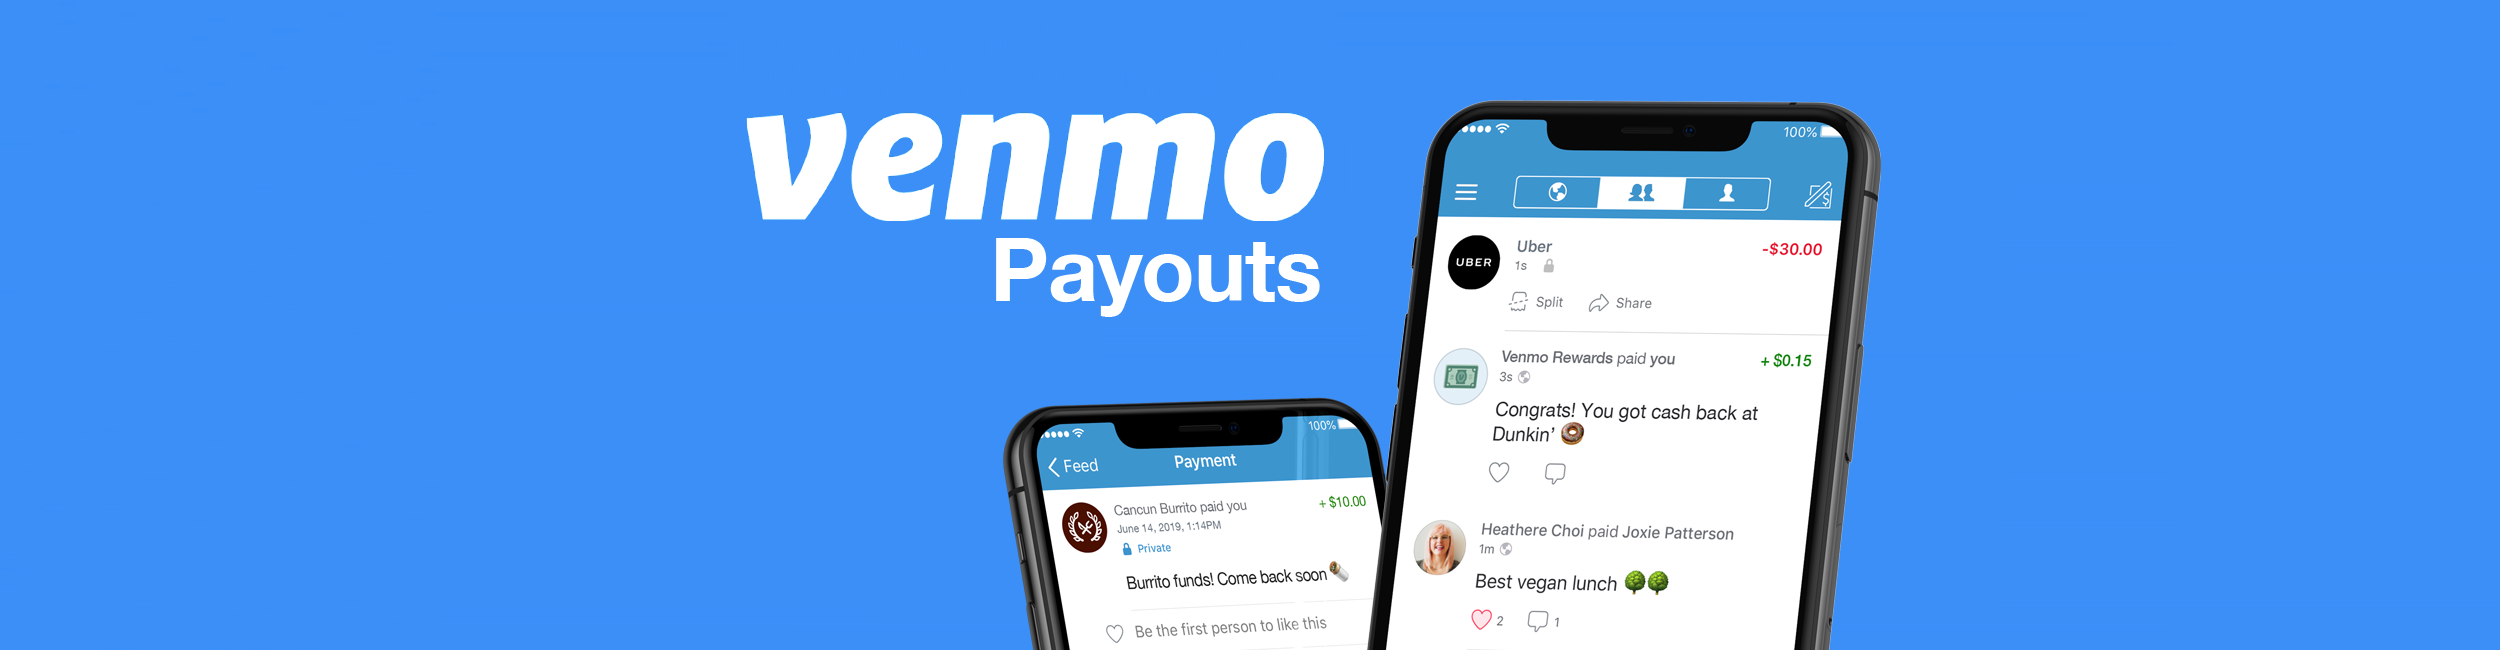 venmo
Payouts
100%
Feed
Payment
Cancun Burrito paid you
+ $10.00
June 14, 2019, 1:14PM
Private
Burrito funds! Come back soon 🌯
Be the first person to like this
100%
UBER
Uber
-$30.00
1s
Split
Share
Venmo Rewards paid you
+ $0.15
3s
Congrats! You got cash back at
Dunkin’ 🍩
Heathere Choi paid Joxie Patterson
1m
Best vegan lunch 🌳🌳
2
1